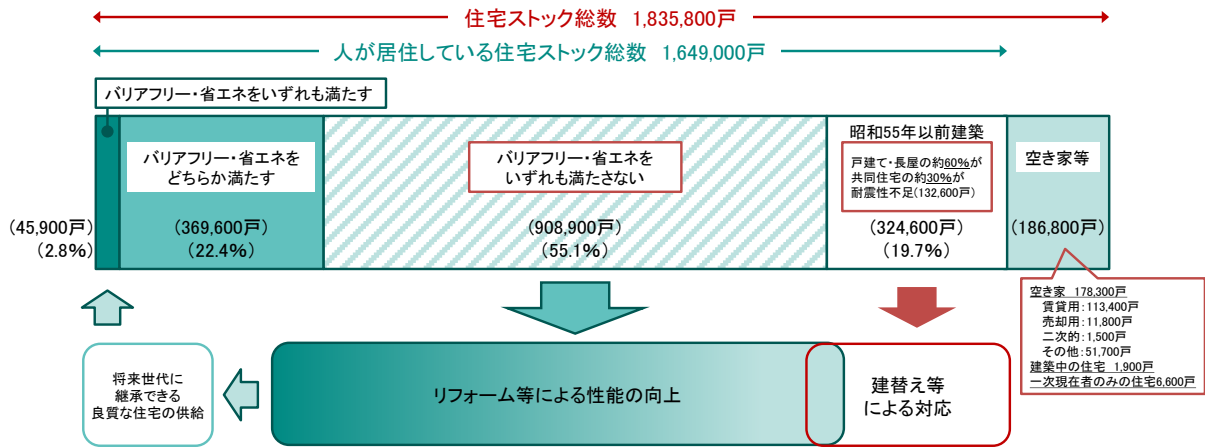 住宅ストック総数 1,835,800戸
人が居住している住宅ストック総数 1,649,000戸
バリアフリー・省エネをいずれも満たす
バリアフリー・省エネを
どちらか満たす
バリアフリー・省エネを
いずれも満たさない
昭和55年以前建築
戸建て・長屋の約60%が
共同住宅の約30%が
耐震性不足(132,600戸)
空き家等
(45,900戸)
(2.8%)
(369,600戸)
(22.4%)
(908,900戸)
(55.1%)
(324,600戸)
(19.7%)
(186,800戸)
空き家 178,300戸
賃貸用:113,400戸
売却用:11,800戸
二次的:1,500戸
その他:51,700戸
建築中の住宅 1,900戸
一次現在者のみの住宅6,600戸
将来世代に
継承できる
良質な住宅の供給
リフォーム等による性能の向上
建替え等
による対応